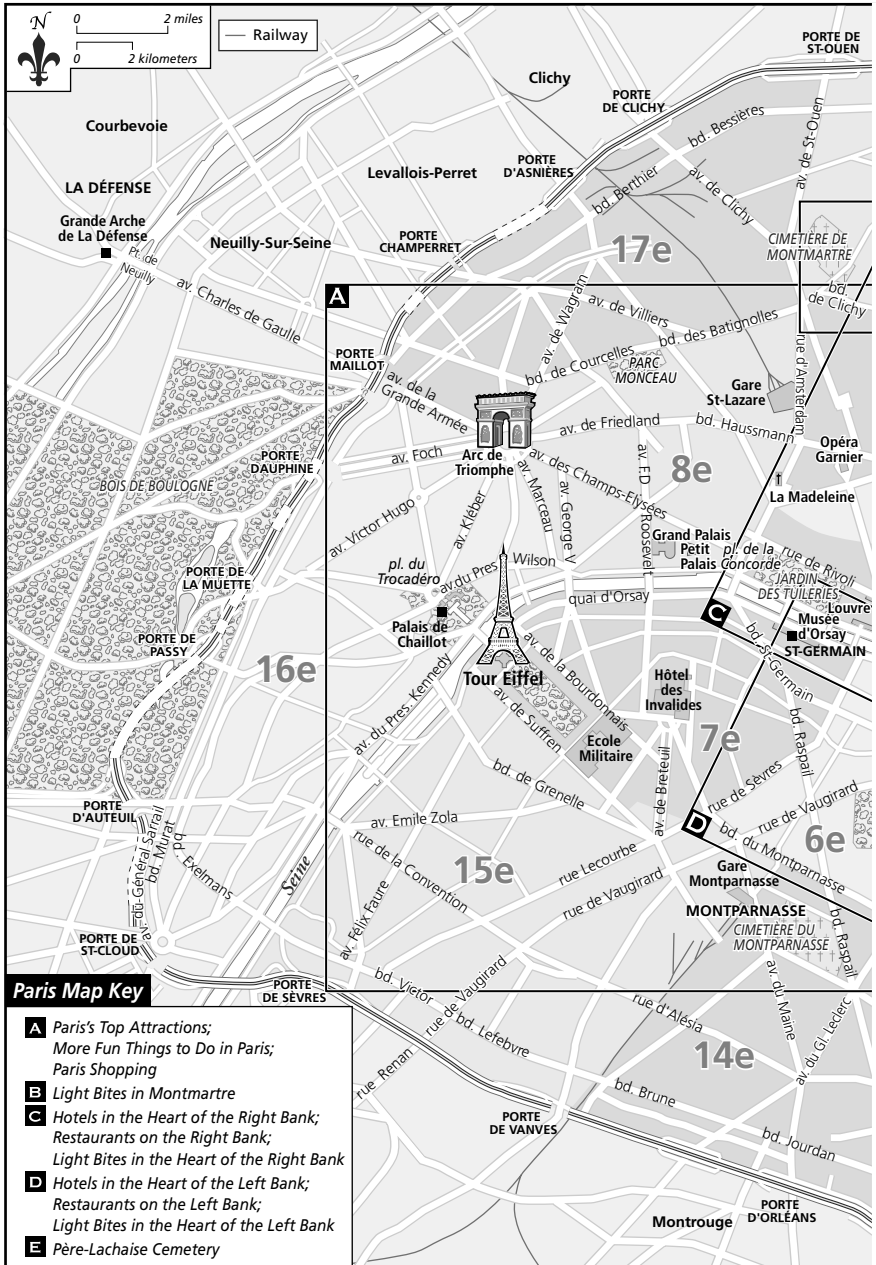 N
0 2 miles
0 2 kilometers
Railway
PORTE DE
ST-OUEN
Clichy
PORTE
DE CLICHY
bd. Bessières
av. de St-Ouen
Courbevoie
Levallois-Perret
PORTE
D'ASNIÈRES
bd. Berthier
av. de Clichy
LA DÉFENSE
Grande Arche
de La Défense
Neuilly-Sur-Seine
PORTE
CHAMPERRET
17e
CIMETIÈRE DE
MONTMARTRE
Pt. de
Neuilly
av. Charles de Gaulle
A
av. de Wagram
av. de Villiers
bd. des Batignolles
bd.
de Clichy
PORTE
MAILLOT
av. de la
Grande Armée
bd. de Courcelles
PARC
MONCEAU
Gare
St-Lazare
rue d'Amsterdam
av. de Friedland
bd. Haussmann
Opéra
Garnier
PORTE
DAUPHINE
av. Foch
Arc de
Triomphe
av. des Champs-Elysées
8e
BOIS DE BOULOGNE
La Madeleine
av. Victor Hugo
av. Kléber
av. Marceau
av. George V
av. F.D
Roosevelt
Grand Palais
Petit
Palais
pl. de la
Concorde
rue de Rivoli
PORTE DE
LA MUETTE
pl. du
Trocadéro
av du Pres. Wilson
JARDIN
DES TUILERIES
Louvre
quai d'Orsay
C
Musée
d'Orsay
ST-GERMAIN
Palais de
Chaillot
PORTE DE
PASSY
16e
Tour Eiffel
av. de la Bourdonnais
Hôtel
des
Invalides
bd. St-Germain
av. du Pres. Kennedy
av. de Suffren
Ecole
Militaire
7e
bd. Raspail
bd. de Grenelle
av. de Breteuil
rue de Sèvres
rue de Vaugirard
PORTE
D'AUTEUIL
av. Emile Zola
D
bd. du Montparnasse
6e
av. du Général Sarrail
bd. Murat
bd
Exelmans
Seine
rue de la Convention
15e
rue Lecourbe
rue de Vaugirard
Gare
Montparnasse
MONTPARNASSE
av. Félix Faure
CIMETIÈRE DU
MONTPARNASSE
bd. Raspail
PORTE DE
ST-CLOUD
PORTE
DE SÈVRES
bd. Victor
rue de Vaugirard
bd. Lefebvre
rue d'Alésia
av. du Maine
av. du Gl. Leclerc
rue Renan
14e
bd. Brune
PORTE
DE VANVES
bd. Jourdan
Montrouge
PORTE
D'ORLÉANS
Paris Map Key
A Paris's Top Attractions;
More Fun Things to Do in Paris;
Paris Shopping
B Light Bites in Montmartre
C Hotels in the Heart of the Right Bank;
Restaurants on the Right Bank;
Light Bites in the Heart of the Right Bank
D Hotels in the Heart of the Left Bank;
Restaurants on the Left Bank;
Light Bites in the Heart of the Left Bank
E Père-Lachaise Cemetery